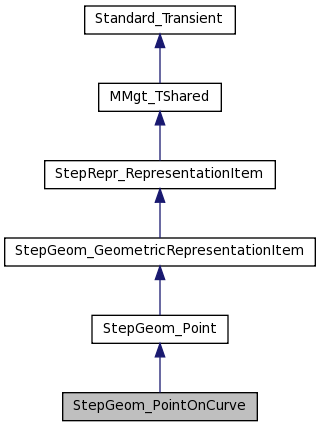 Standard_Transient
MMgt_TShared
StepRepr_RepresentationItem
StepGeom_GeometricRepresentationItem
StepGeom_Point
StepGeom_PointOnCurve